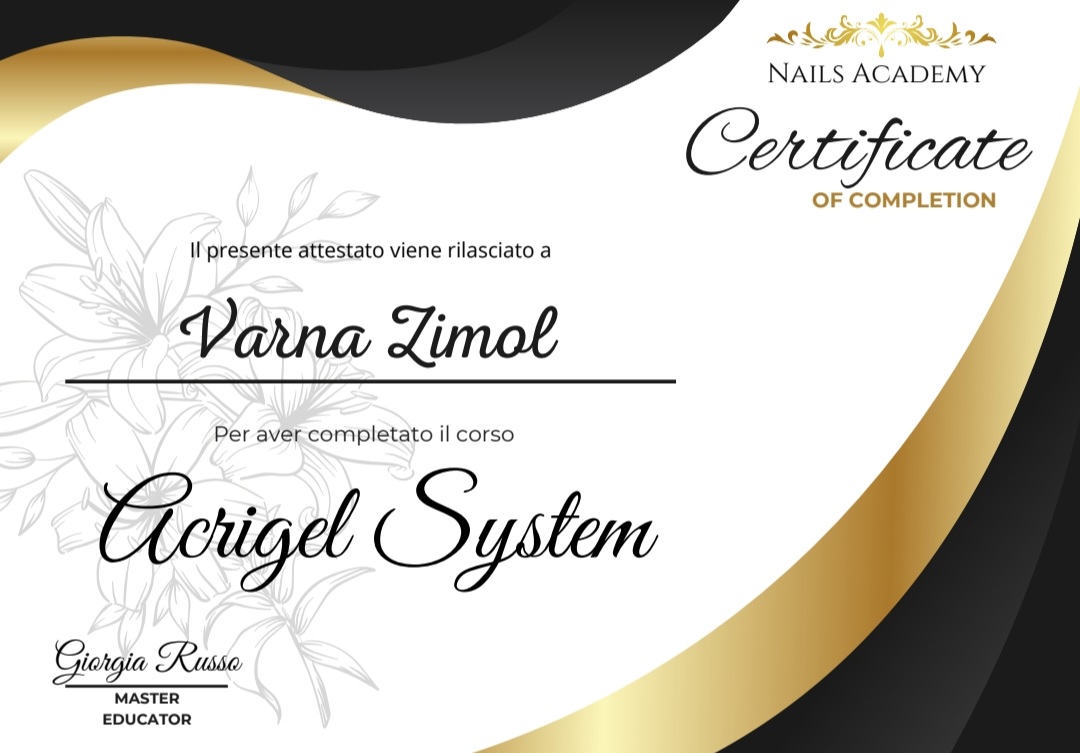 NAILS ACADEMY
Certificate
OF COMPLETION
Il presente attestato viene rilasciato a
Varna Zimol
Per aver completato il corso
Acrigel System
Giorgia Russo
MASTER
EDUCATOR